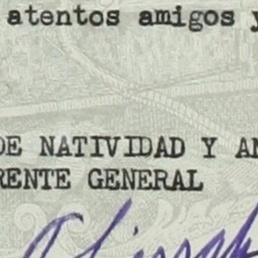 atentos amigos y
DE NATIVIDAD Y AN
RENTE GENERAL